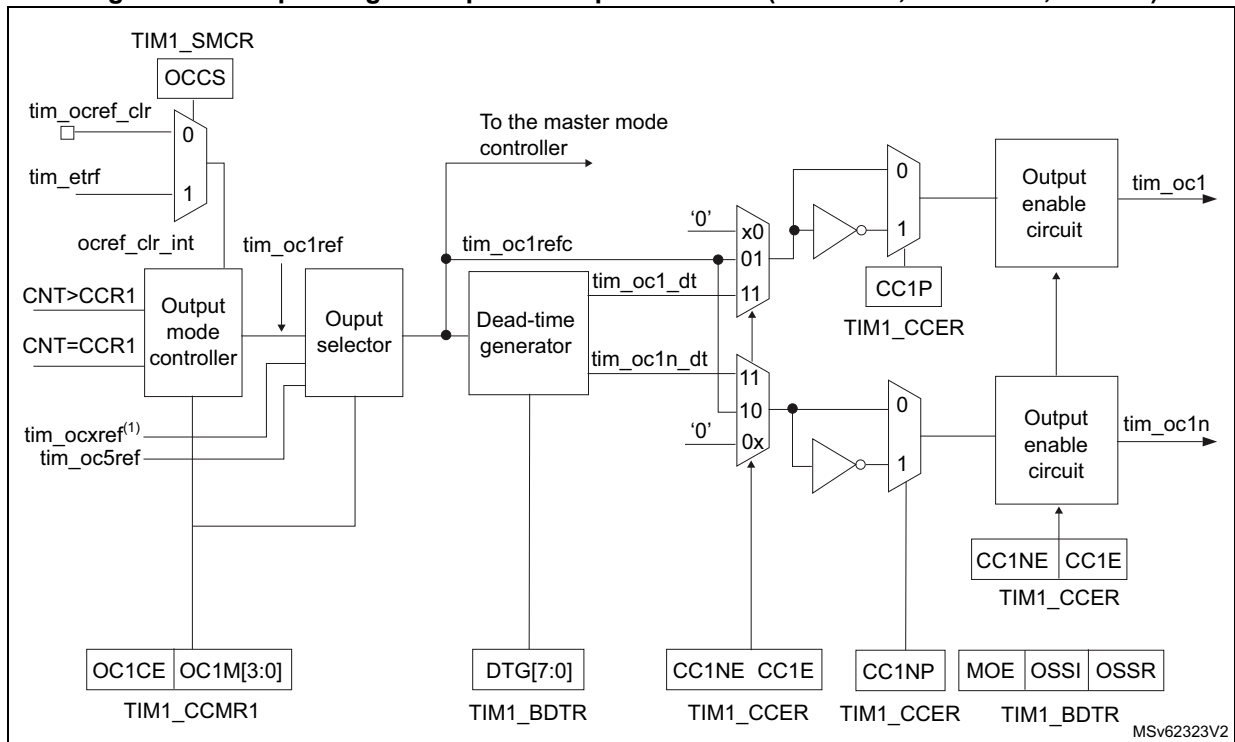 TIM1_SMCR
OCCS
tim_ocref_clr
0
tim_etrf
1
ocref_clr_int
To the master mode
controller
tim_oc1ref
tim_oc1refc
CNT>CCR1
CNT=CCR1
Output
mode
controller
Ouput
selector
Dead-time
generator
tim_oc1_dt
tim_oc1n_dt
tim_ocxref(1)
tim_oc5ref
'0'
x0
01
11
11
10
'0'
0x
0
1
CC1P
TIM1_CCER
0
1
Output
enable
circuit
tim_oc1
Output
enable
circuit
tim_oc1n
CC1NE CC1E
TIM1_CCER
OC1CE OC1M[3:0]
TIM1_CCMR1
DTG[7:0]
TIM1_BDTR
CC1NE CC1E
TIM1_CCER
CC1NP
TIM1_CCER
MOE OSSI OSSR
TIM1_BDTR
MSv62323V2